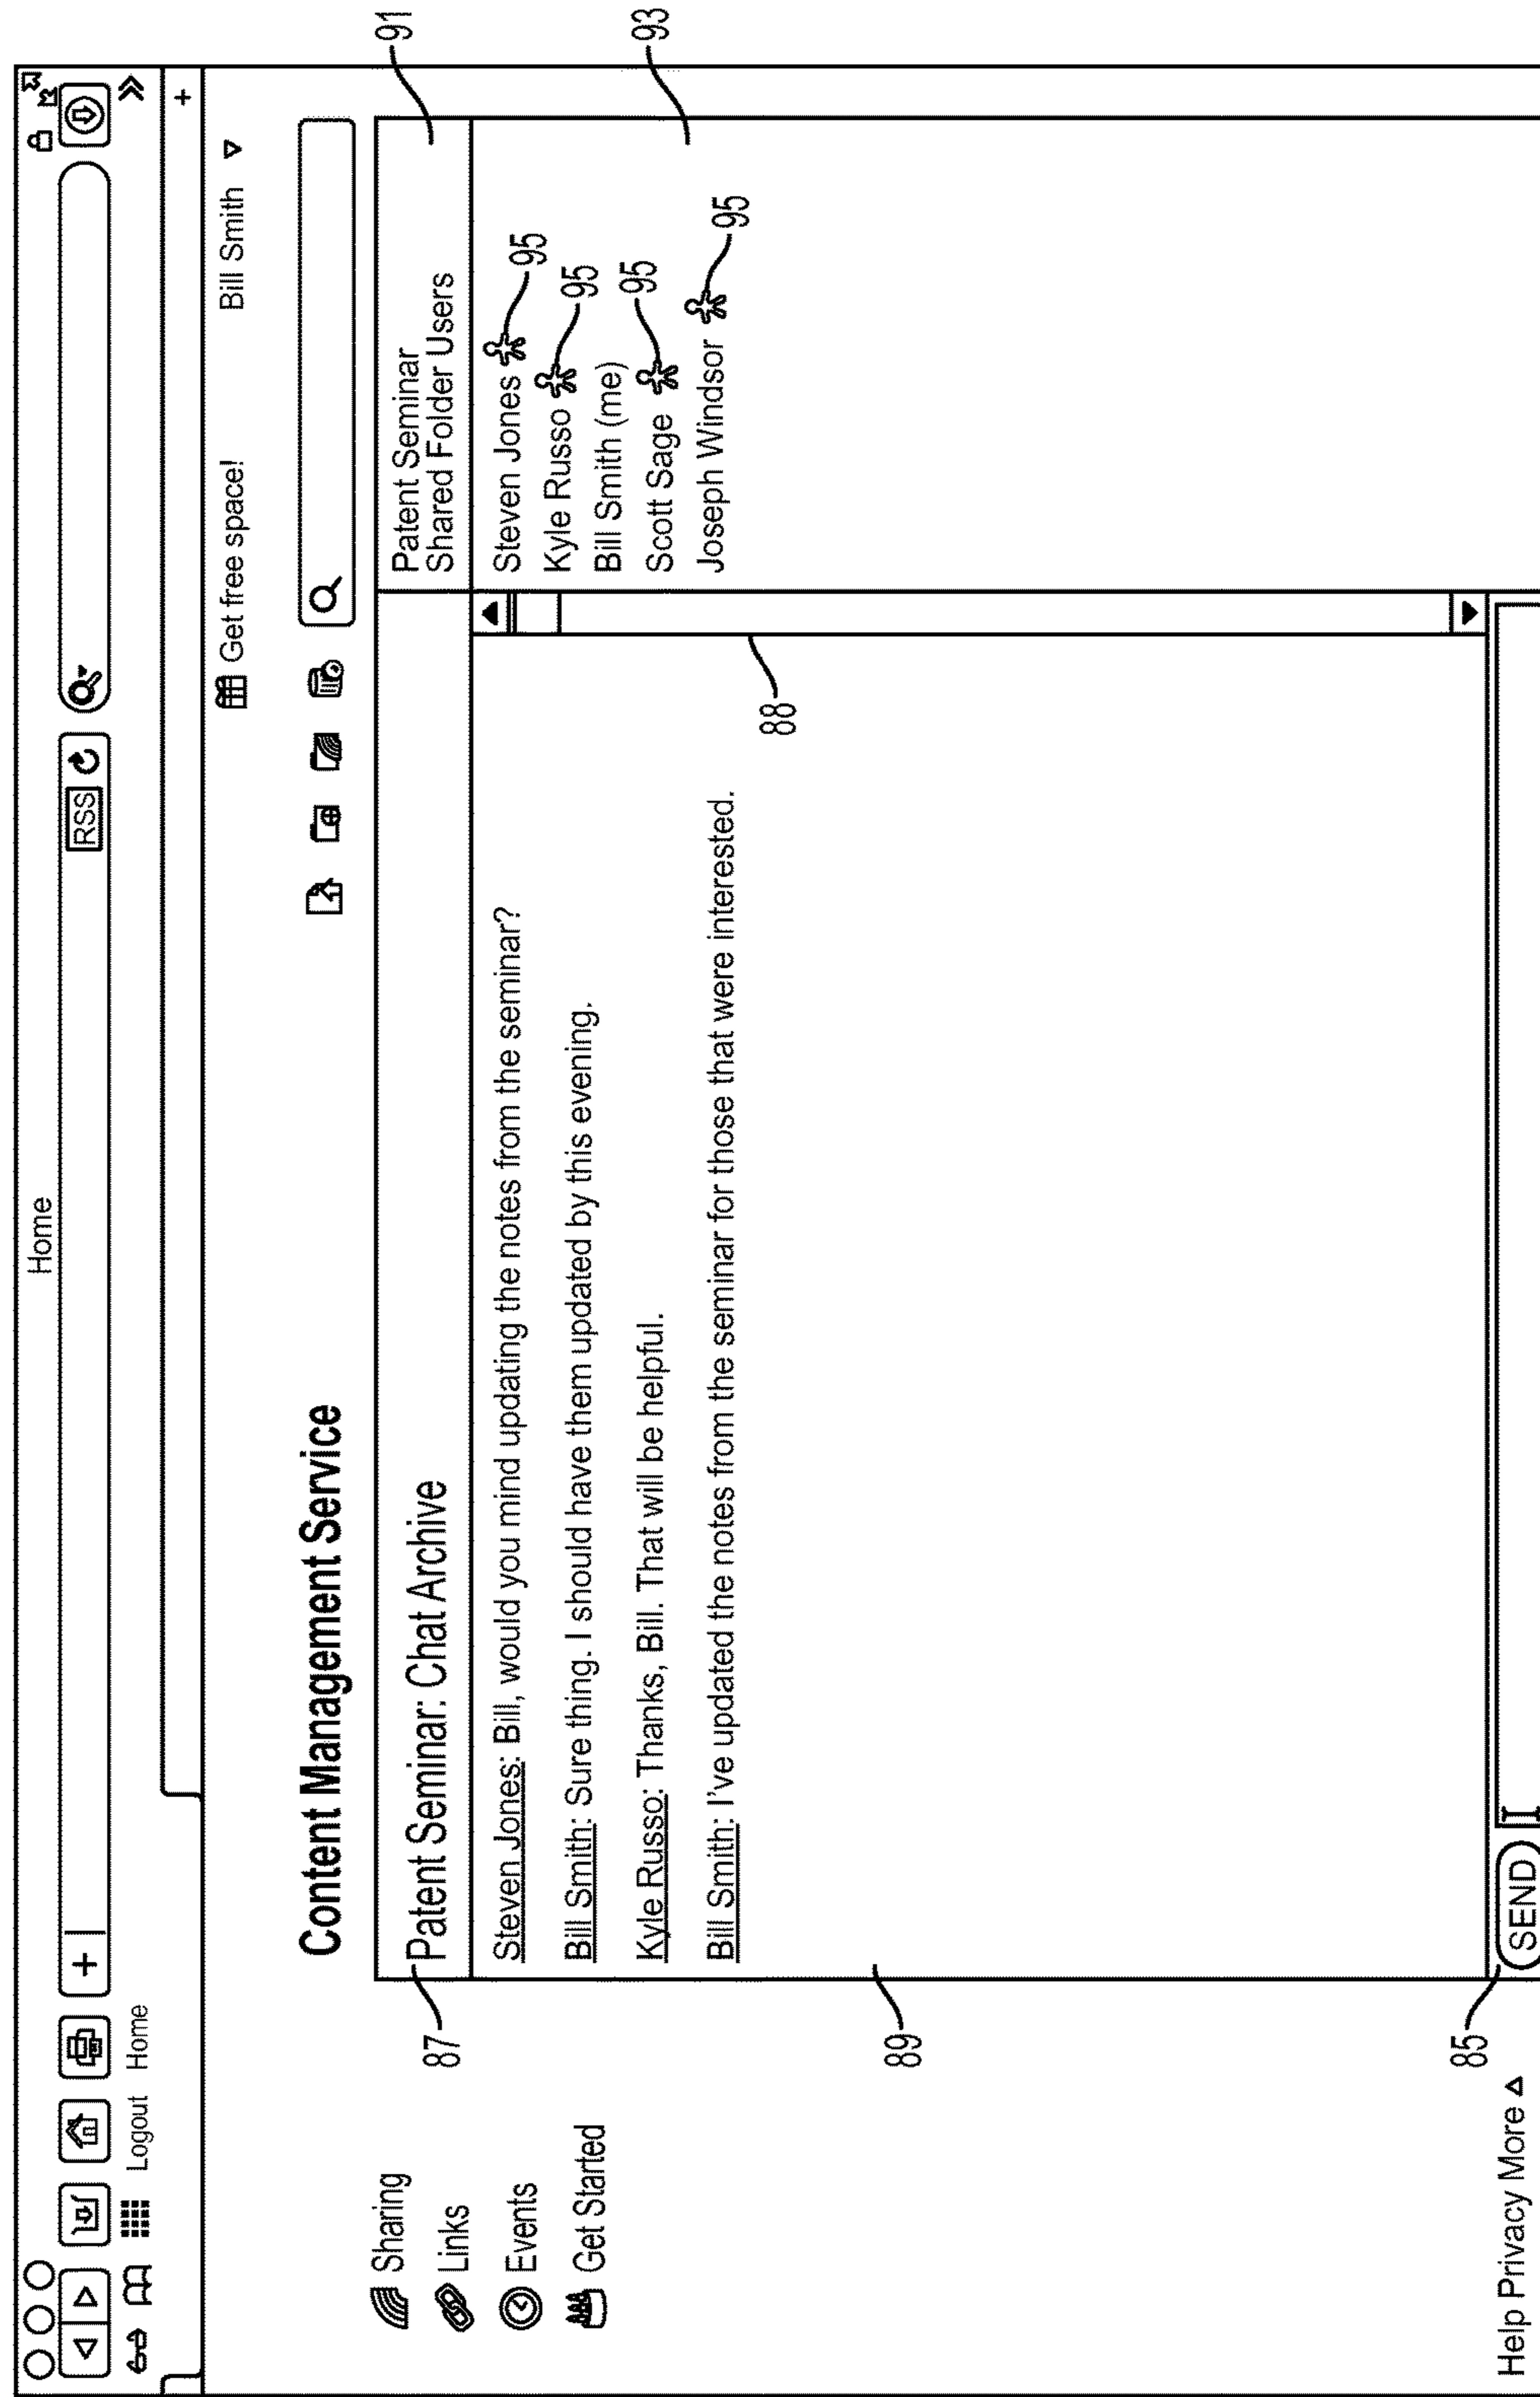 Home
RSS
Logout Home
Get free space!
Bill Smith
Content Management Service
Sharing
Links
Events
Get Started
87
Patent Seminar: Chat Archive
Steven Jones: Bill, would you mind updating the notes from the seminar?
Bill Smith: Sure thing. I should have them updated by this evening.
Kyle Russo: Thanks, Bill. That will be helpful.
Bill Smith: I've updated the notes from the seminar for those that were interested.
88
89
Patent Seminar
Shared Folder Users
91
Steven Jones 95
Kyle Russo 95
Bill Smith (me)
Scott Sage 95
Joseph Windsor 95
93
85
SEND
Help Privacy More